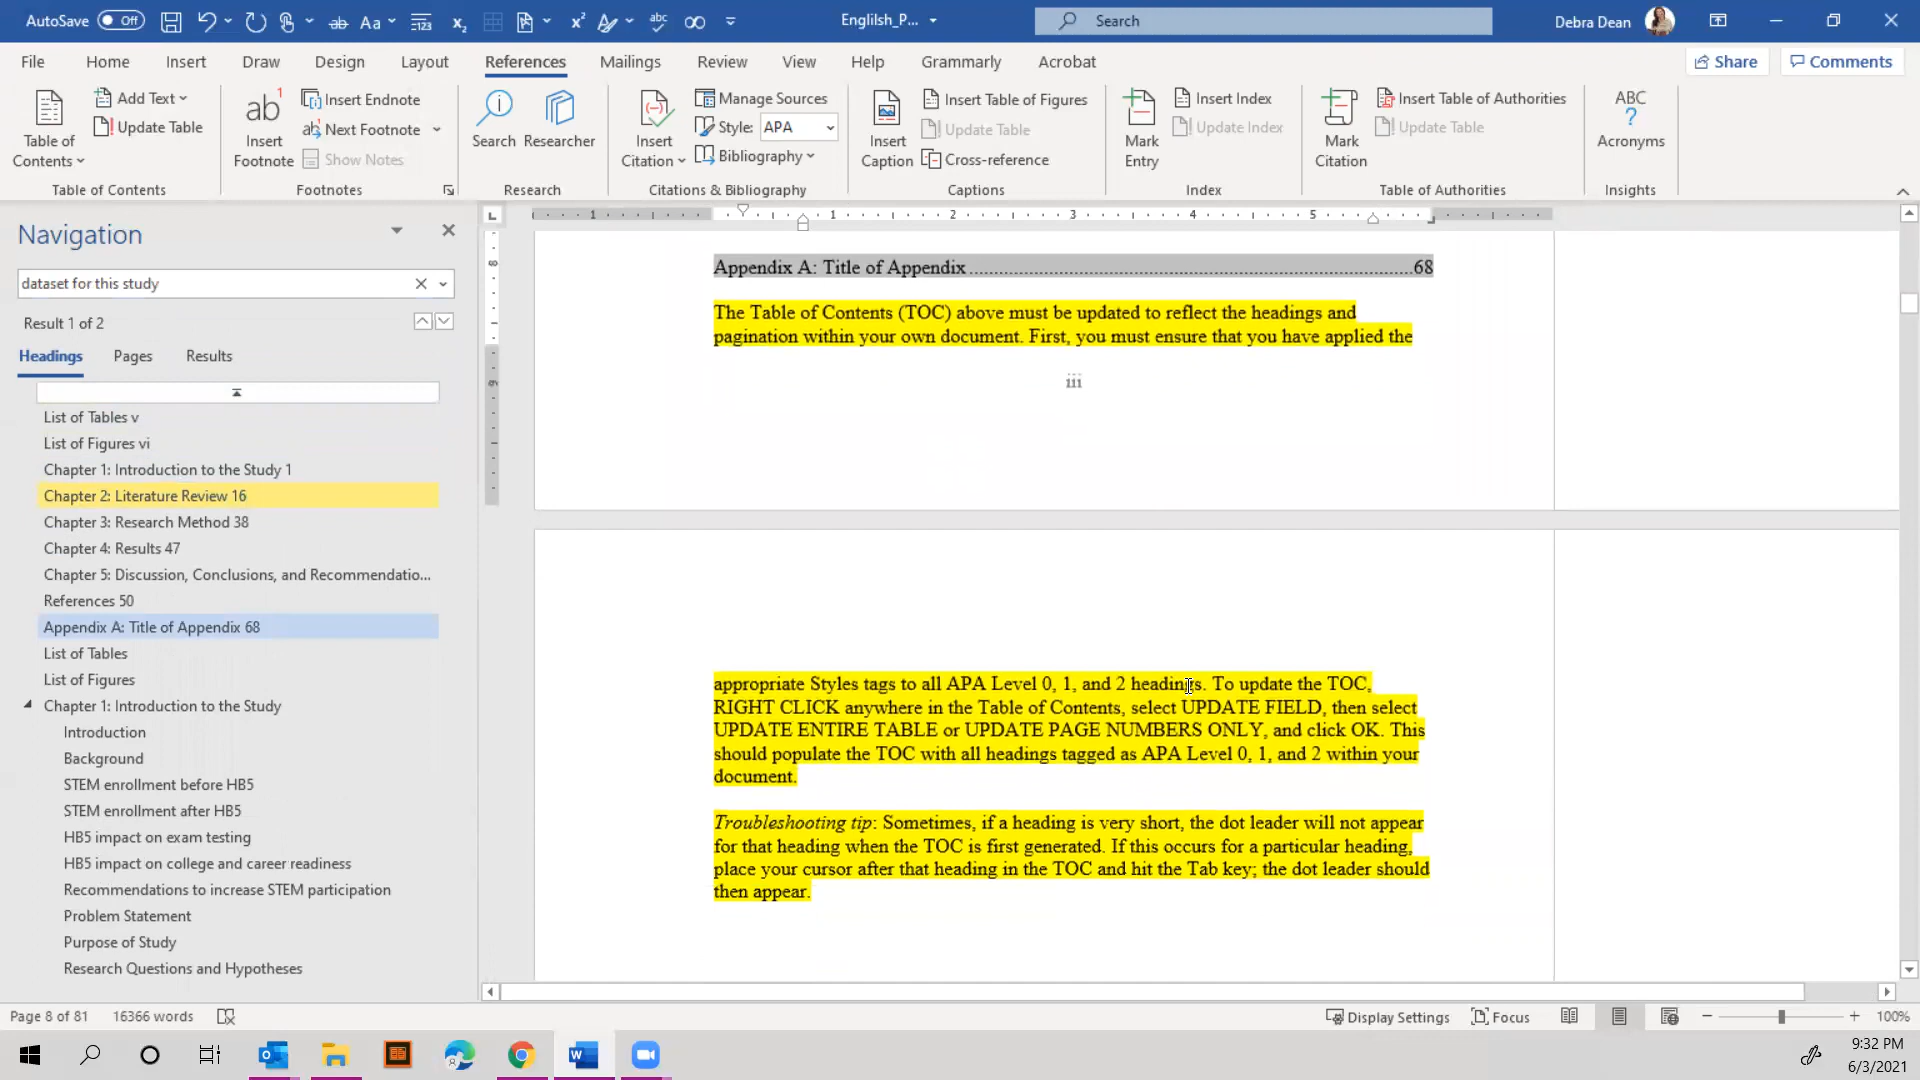 AutoSave Off
ab Aa 123 x₂ x² abc
Englilsh_P...
Search
Debra Dean
File Home Insert Draw Design Layout References Mailings Review View Help Grammarly Acrobat
Share Comments
Table of Contents
Add Text
Update Table
Table of Contents
ab¹
Insert Footnote
Insert Endnote
Next Footnote
Show Notes
Footnotes
Search
Researcher
Research
Insert Citation
Manage Sources
Style: APA
Bibliography
Citations & Bibliography
Insert Caption
Insert Table of Figures
Update Table
Cross-reference
Captions
Mark Entry
Insert Index
Update Index
Index
Mark Citation
Insert Table of Authorities
Update Table
Table of Authorities
ABC
?
Acronyms
Insights
Navigation
dataset for this study
Result 1 of 2
Headings Pages Results
List of Tables v
List of Figures vi
Chapter 1: Introduction to the Study 1
Chapter 2: Literature Review 16
Chapter 3: Research Method 38
Chapter 4: Results 47
Chapter 5: Discussion, Conclusions, and Recommendatio...
References 50
Appendix A: Title of Appendix 68
List of Tables
List of Figures
Chapter 1: Introduction to the Study
Introduction
Background
STEM enrollment before HB5
STEM enrollment after HB5
HB5 impact on exam testing
HB5 impact on college and career readiness
Recommendations to increase STEM participation
Problem Statement
Purpose of Study
Research Questions and Hypotheses
L
1 1 2 3 4 5
8
9
Appendix A: Title of Appendix ........................................................................................68
The Table of Contents (TOC) above must be updated to reflect the headings and
pagination within your own document. First, you must ensure that you have applied the
iii
appropriate Styles tags to all APA Level 0, 1, and 2 headings. To update the TOC,
RIGHT CLICK anywhere in the Table of Contents, select UPDATE FIELD, then select
UPDATE ENTIRE TABLE or UPDATE PAGE NUMBERS ONLY, and click OK. This
should populate the TOC with all headings tagged as APA Level 0, 1, and 2 within your
document.
Troubleshooting tip: Sometimes, if a heading is very short, the dot leader will not appear
for that heading when the TOC is first generated. If this occurs for a particular heading,
place your cursor after that heading in the TOC and hit the Tab key; the dot leader should
then appear.
Page 8 of 81 16366 words
Display Settings Focus 100%
9:32 PM
6/3/2021